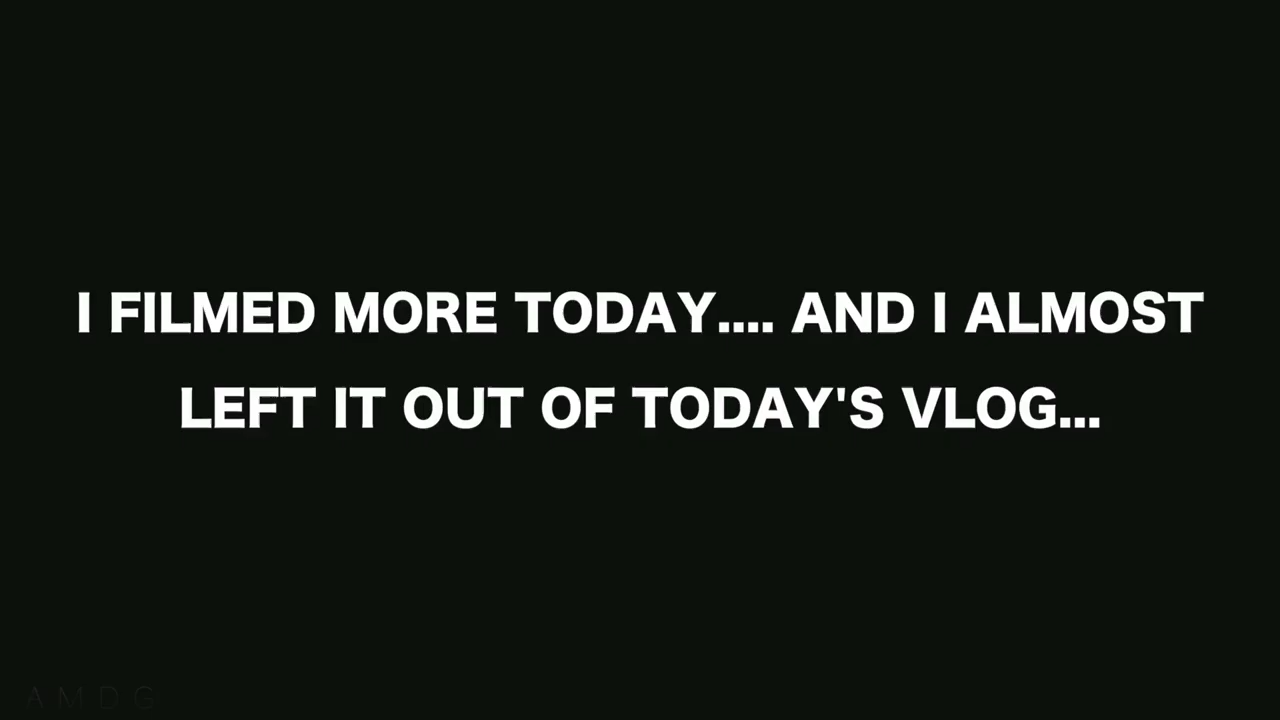 I FILMED MORE TODAY.... AND I ALMOST
LEFT IT OUT OF TODAY'S VLOG...
A M D G